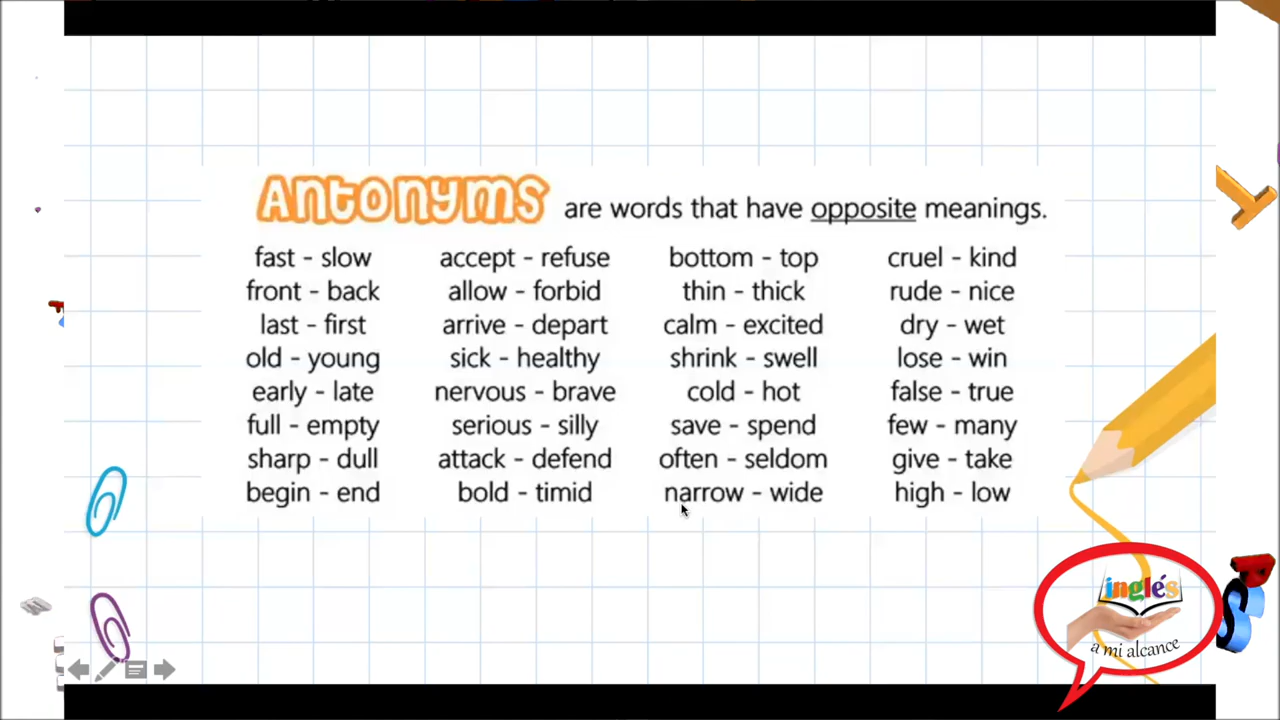 Antonyms are words that have opposite meanings.
fast - slow
front - back
last - first
old - young
early - late
full - empty
sharp - dull
begin - end
accept - refuse
allow - forbid
arrive - depart
sick - healthy
nervous - brave
serious - silly
attack - defend
bold - timid
bottom - top
thin - thick
calm - excited
shrink - swell
cold - hot
save - spend
often - seldom
narrow - wide
cruel - kind
rude - nice
dry - wet
lose - win
false - true
few - many
give - take
high - low
inglés
a mi alcance